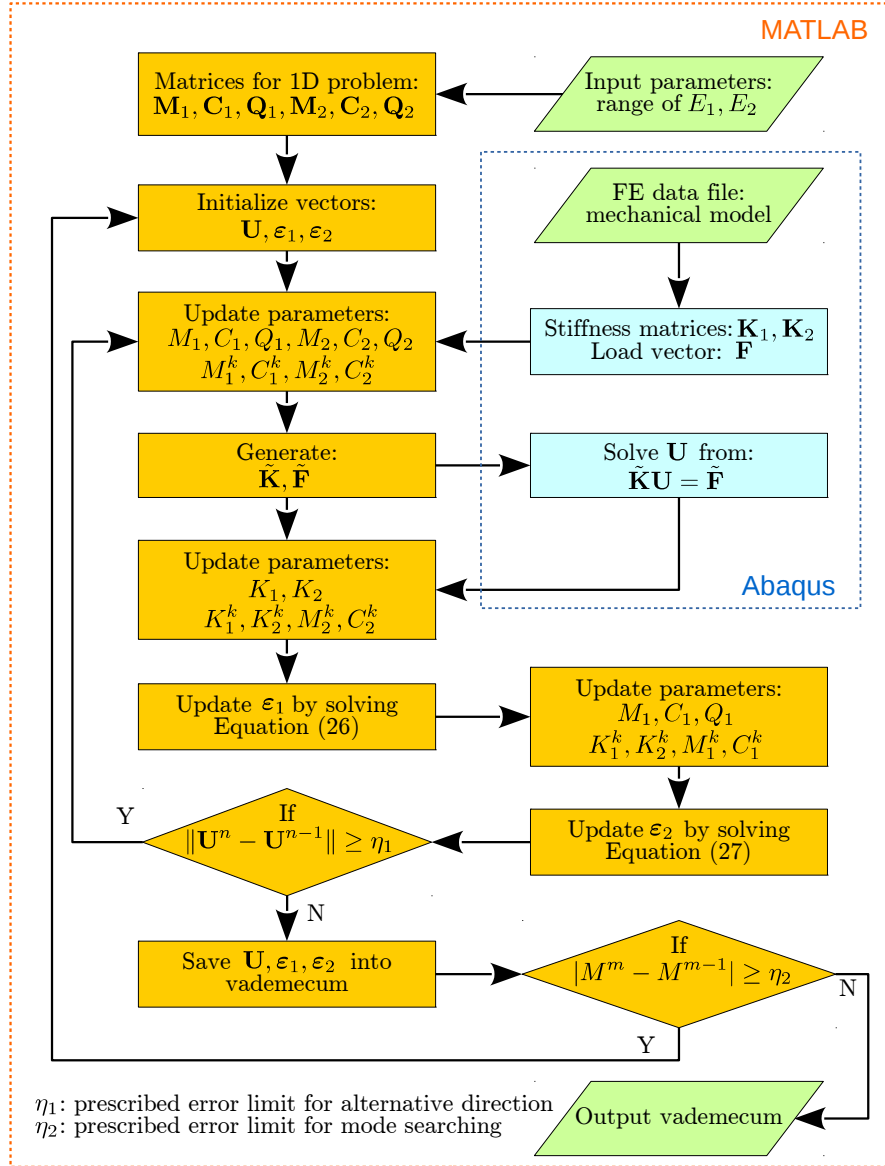 MATLAB
Matrices for 1D problem:
𝐌₁, 𝐂₁, 𝐐₁, 𝐌₂, 𝐂₂, 𝐐₂
Input parameters:
range of E₁, E₂
Initialize vectors:
𝐔, 𝜺₁, 𝜺₂
FE data file:
mechanical model
Update parameters:
M₁, C₁, Q₁, M₂, C₂, Q₂
M₁ᵏ, C₁ᵏ, M₂ᵏ, C₂ᵏ
Stiffness matrices: 𝐊₁, 𝐊₂
Load vector: 𝐅
Generate:
𝐊̃, 𝐅̃
Solve 𝐔 from:
𝐊̃𝐔 = 𝐅̃
Update parameters:
K₁, K₂
K₁ᵏ, K₂ᵏ, M₂ᵏ, C₂ᵏ
Abaqus
Update 𝜺₁ by solving
Equation (26)
Update parameters:
M₁, C₁, Q₁
K₁ᵏ, K₂ᵏ, M₁ᵏ, C₁ᵏ
Y
If
‖𝐔ⁿ − 𝐔ⁿ⁻¹‖ ≥ η₁
Update 𝜺₂ by solving
Equation (27)
N
Save 𝐔, 𝜺₁, 𝜺₂ into
vademecum
If
|Mᵐ − Mᵐ⁻¹| ≥ η₂
N
Y
η₁: prescribed error limit for alternative direction
η₂: prescribed error limit for mode searching
Output vademecum